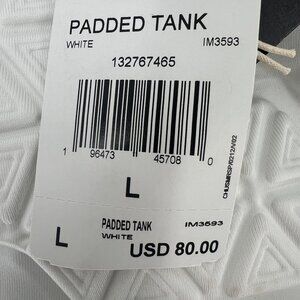 PADDED TANK
WHITE IM3593
132767465
1 96473 45708 0
L
PADDED TANK IM3593
WHITE
L USD 80.00